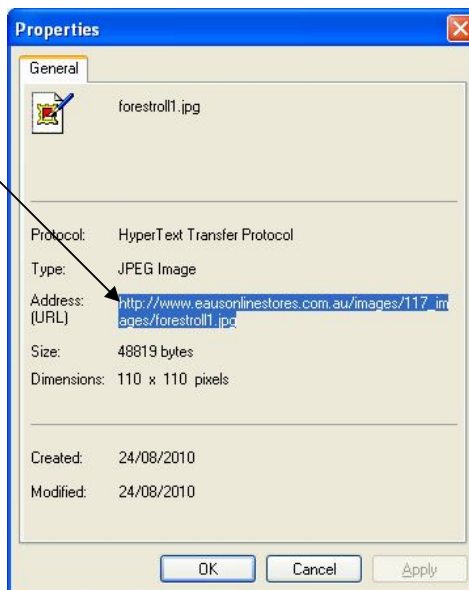 Properties
General
forestroll1.jpg
Protocol: HyperText Transfer Protocol
Type: JPEG Image
Address: http://www.eausonlinestores.com.au/images/117_im
(URL) ages/forestroll1.jpg
Size: 48819 bytes
Dimensions: 110 x 110 pixels
Created: 24/08/2010
Modified: 24/08/2010
OK Cancel Apply